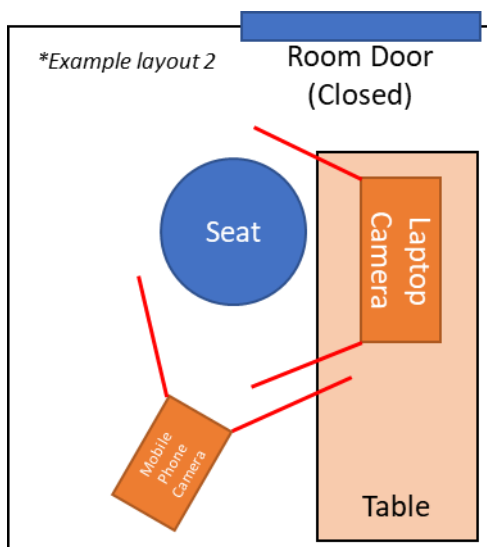 *Example layout 2
Room Door
(Closed)
Seat
Laptop
Camera
Mobile
Phone
Camera
Table